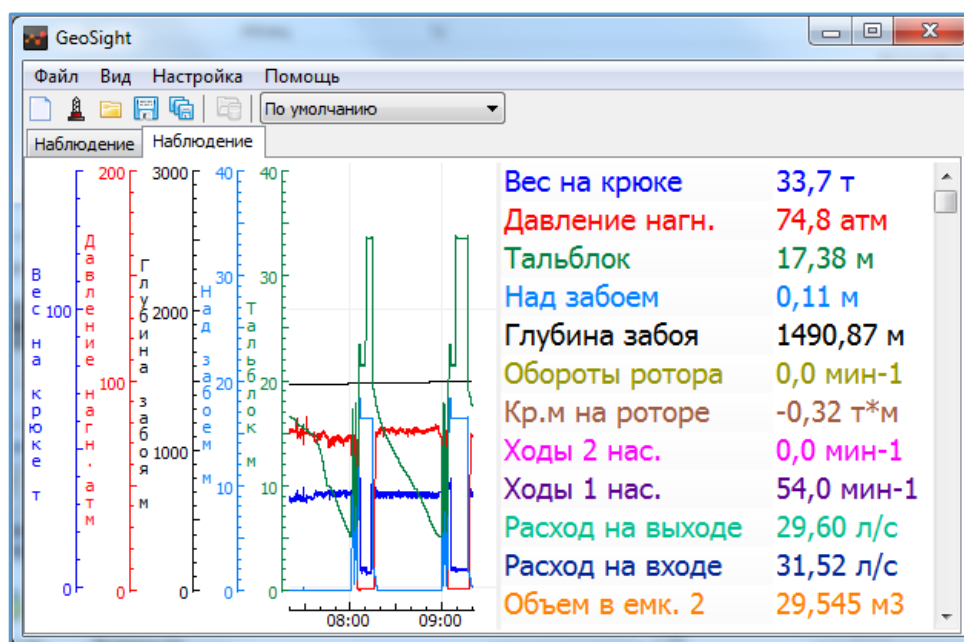 GeoSight
Файл Вид Настройка Помощь
По умолчанию
Наблюдение Наблюдение
Вес на крюке т
100
0
Давление нагн. атм
200
100
0
Глубина забоя м
3000
2000
1000
0
Над забоем м
40
30
20
10
0
Тальблок м
40
30
20
10
0
08:00 09:00
Вес на крюке 33,7 т
Давление нагн. 74,8 атм
Тальблок 17,38 м
Над забоем 0,11 м
Глубина забоя 1490,87 м
Обороты ротора 0,0 мин-1
Кр.м на роторе -0,32 т*м
Ходы 2 нас. 0,0 мин-1
Ходы 1 нас. 54,0 мин-1
Расход на выходе 29,60 л/с
Расход на входе 31,52 л/с
Объем в емк. 2 29,545 м3